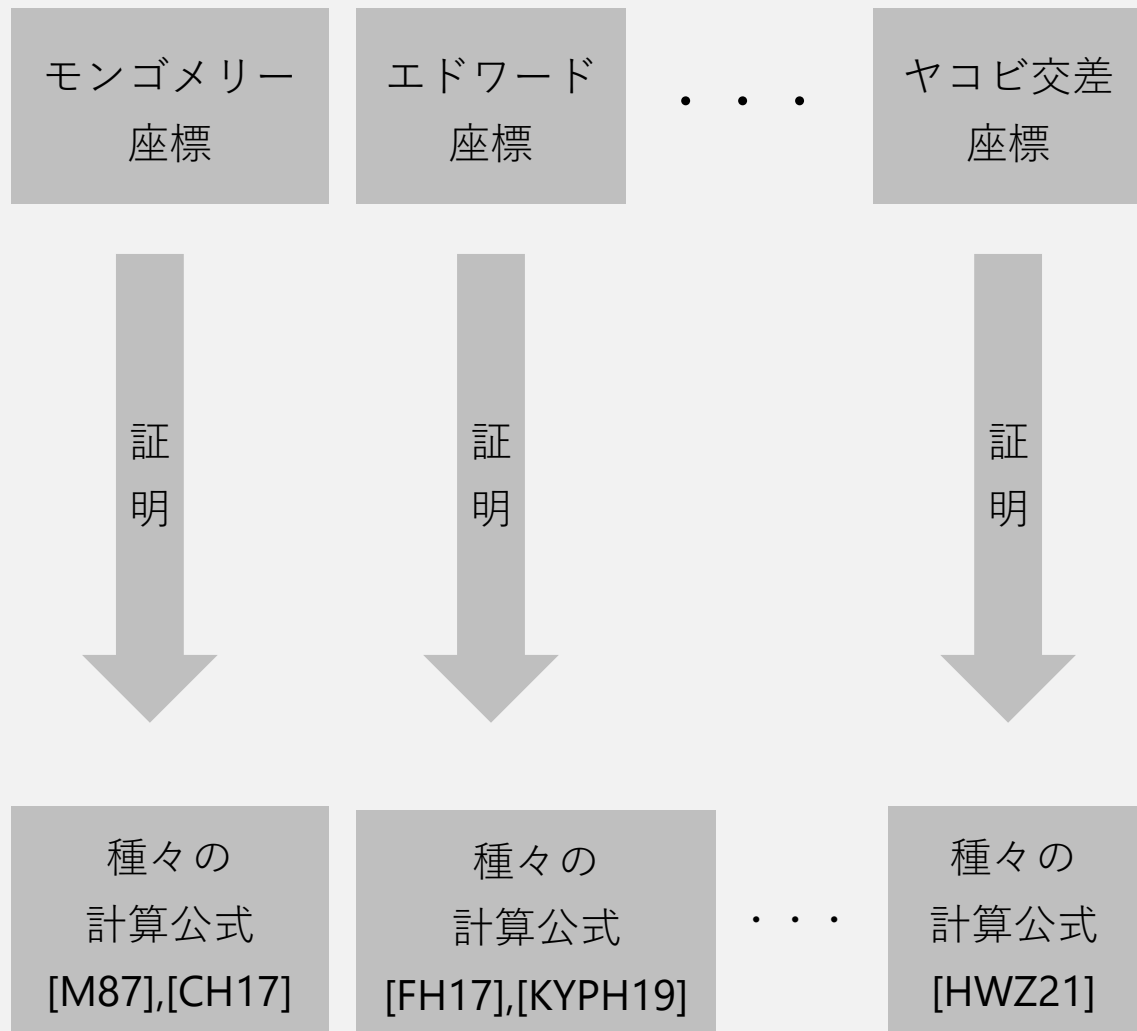 モンゴメリー
座標
エドワード
座標
・・・
ヤコビ交差
座標
証
明
証
明
証
明
種々の
計算公式
[M87],[CH17]
種々の
計算公式
[FH17],[KYPH19]
・・・
種々の
計算公式
[HWZ21]